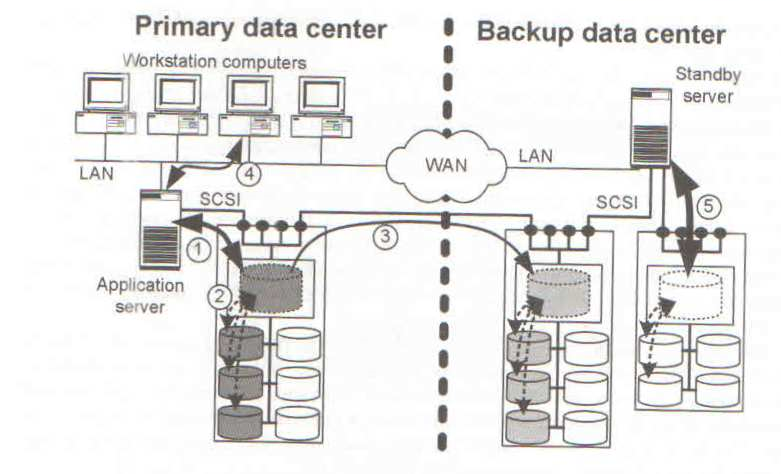 Primary data center
Backup data center
Workstation computers
Standby
server
LAN
WAN
LAN
4
SCSI
SCSI
1
3
5
Application
server
2